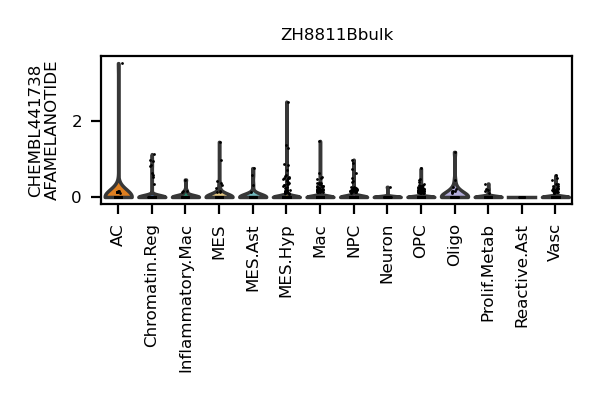 ZH8811Bbulk
CHEMBL441738
AFAMELANOTIDE
2
0
AC
Chromatin.Reg
Inflammatory.Mac
MES
MES.Ast
MES.Hyp
Mac
NPC
Neuron
OPC
Oligo
Prolif.Metab
Reactive.Ast
Vasc